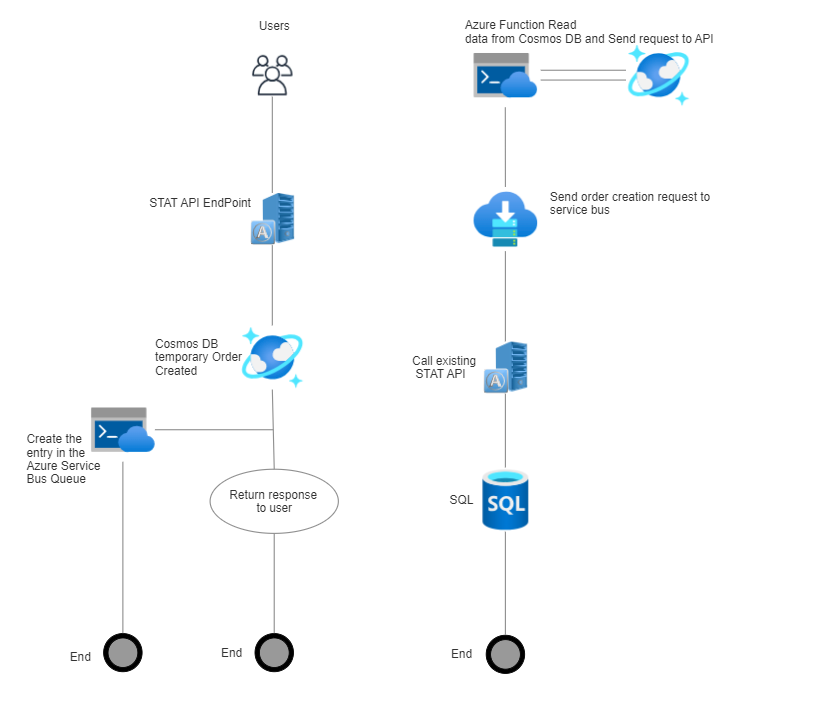 Users
STAT API EndPoint
Cosmos DB
temporary Order
Created
Create the
entry in the
Azure Service
Bus Queue
Return response
to user
End
End
Azure Function Read
data from Cosmos DB and Send request to API
Send order creation request to
service bus
Call existing
STAT API
A
A
SQL
SQL
End